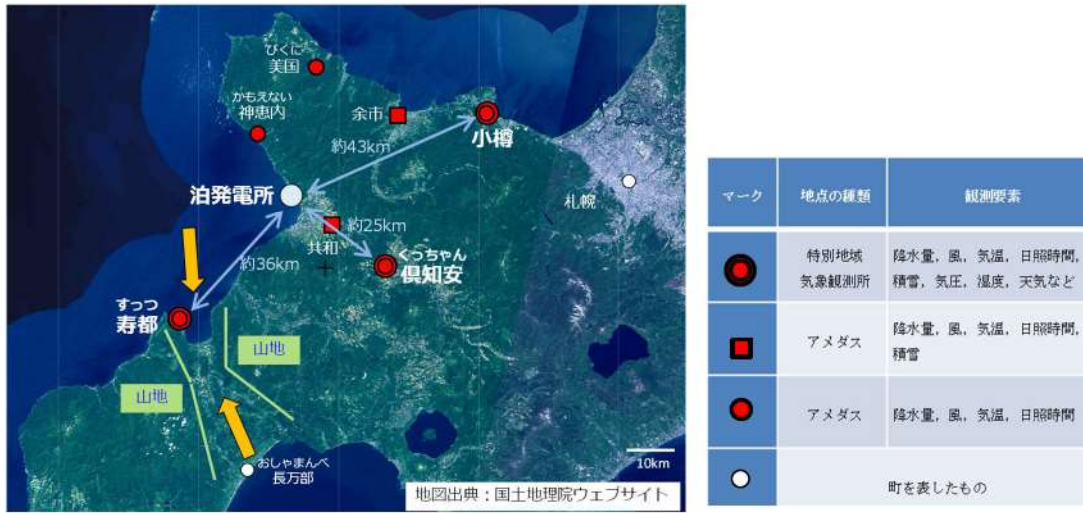 びくに
美国
かもえない
神恵内
余市
小樽
約43km
泊発電所
札幌
約25km
共和
くっちゃん
倶知安
約36km
すっつ
寿都
山地
山地
おしゃまんべ
長万部
10km
地図出典：国土地理院ウェブサイト
マーク 地点の種類 観測要素
特別地域
気象観測所
降水量，風，気温，日照時間，
積雪，気圧，湿度，天気など
アメダス
降水量，風，気温，日照時間，
積雪
アメダス
降水量，風，気温，日照時間
町を表したもの